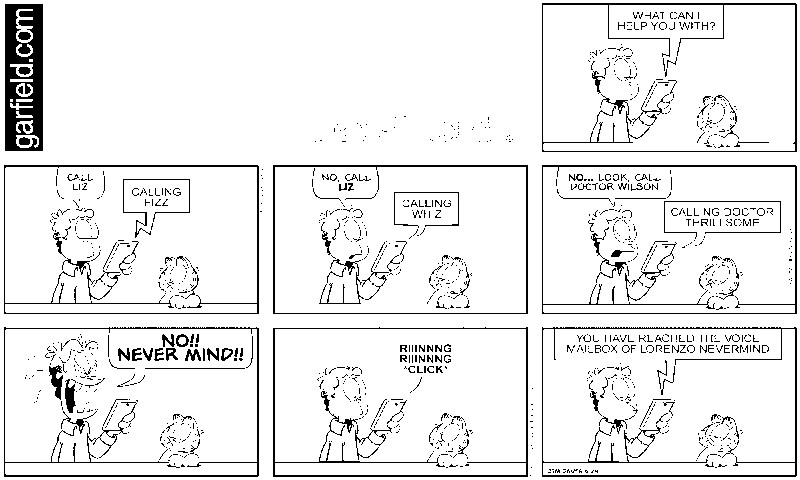 garfield.com
WHAT CAN I
HELP YOU WITH?
CALL
LIZ
CALLING
FIZZ
NO, CALL
LIZ
CALLING
WHIZ
NO... LOOK, CALL
DOCTOR WILSON
CALLING DOCTOR
THRILLSOME
NO!!
NEVER MIND!!
RIIINNNG
RIIINNNG
*CLICK*
YOU HAVE REACHED THE VOICE
MAILBOX OF LORENZO NEVERMIND